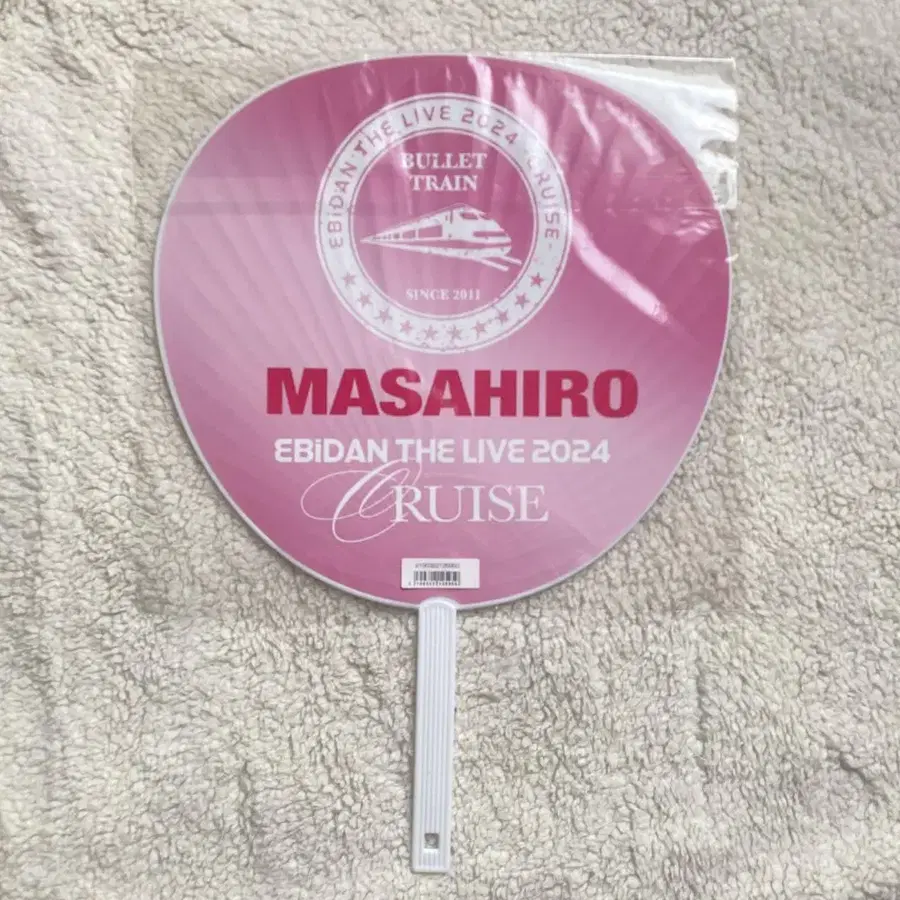 EBiDAN THE LIVE 2024 -CRUISE-
BULLET
TRAIN
SINCE 2011
MASAHIRO
EBiDAN THE LIVE 2024
CRUISE